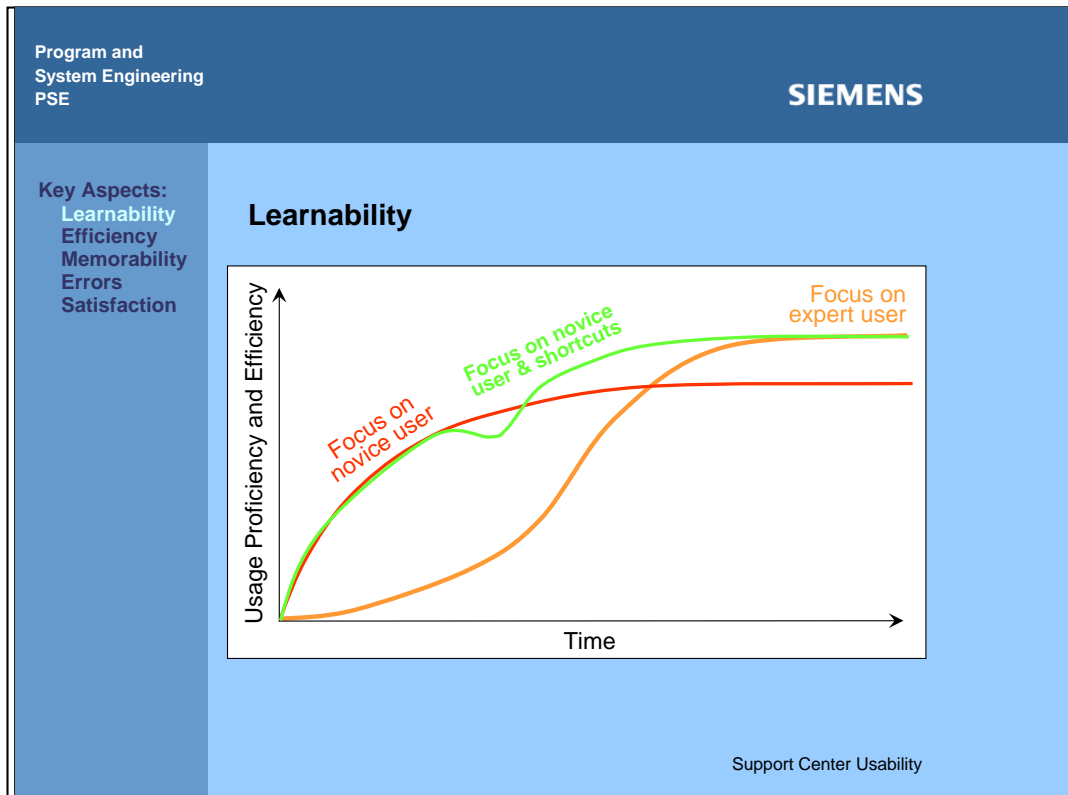 Program and
System Engineering
PSE
SIEMENS
Key Aspects:
Learnability
Efficiency
Memorability
Errors
Satisfaction
Learnability
Usage Proficiency and Efficiency
Focus on
novice user
Focus on novice
user & shortcuts
Focus on
expert user
Time
Support Center Usability